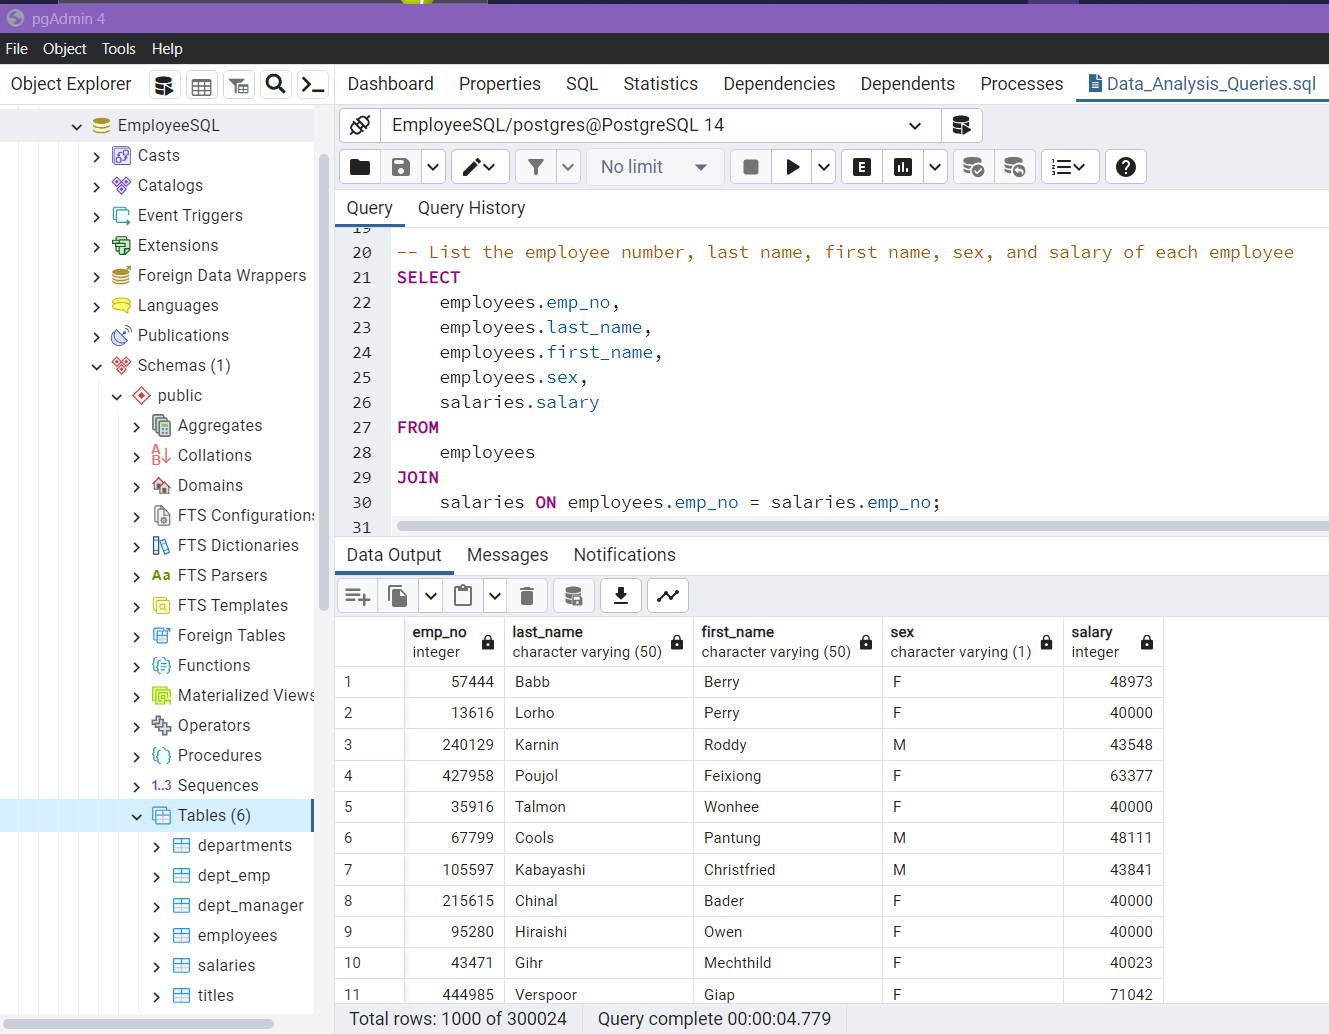 pgAdmin 4
File Object Tools Help
Object Explorer
Dashboard Properties SQL Statistics Dependencies Dependents Processes Data_Analysis_Queries.sql
EmployeeSQL
Casts
Catalogs
Event Triggers
Extensions
Foreign Data Wrappers
Languages
Publications
Schemas (1)
public
Aggregates
Collations
Domains
FTS Configurations
FTS Dictionaries
Aa FTS Parsers
FTS Templates
Foreign Tables
Functions
Materialized Views
Operators
Procedures
1..3 Sequences
Tables (6)
departments
dept_emp
dept_manager
employees
salaries
titles
EmployeeSQL/postgres@PostgreSQL 14
No limit
E
Query Query History
19
20 -- List the employee number, last name, first name, sex, and salary of each employee
21 SELECT
22 employees.emp_no,
23 employees.last_name,
24 employees.first_name,
25 employees.sex,
26 salaries.salary
27 FROM
28 employees
29 JOIN
30 salaries ON employees.emp_no = salaries.emp_no;
31
Data Output Messages Notifications
emp_no last_name first_name sex salary
integer character varying (50) character varying (50) character varying (1) integer
1 57444 Babb Berry F 48973
2 13616 Lorho Perry F 40000
3 240129 Karnin Roddy M 43548
4 427958 Poujol Feixiong F 63377
5 35916 Talmon Wonhee F 40000
6 67799 Cools Pantung M 48111
7 105597 Kabayashi Christfried M 43841
8 215615 Chinal Bader F 40000
9 95280 Hiraishi Owen F 40000
10 43471 Gihr Mechthild F 40023
11 444985 Verspoor Giap F 71042
Total rows: 1000 of 300024 Query complete 00:00:04.779